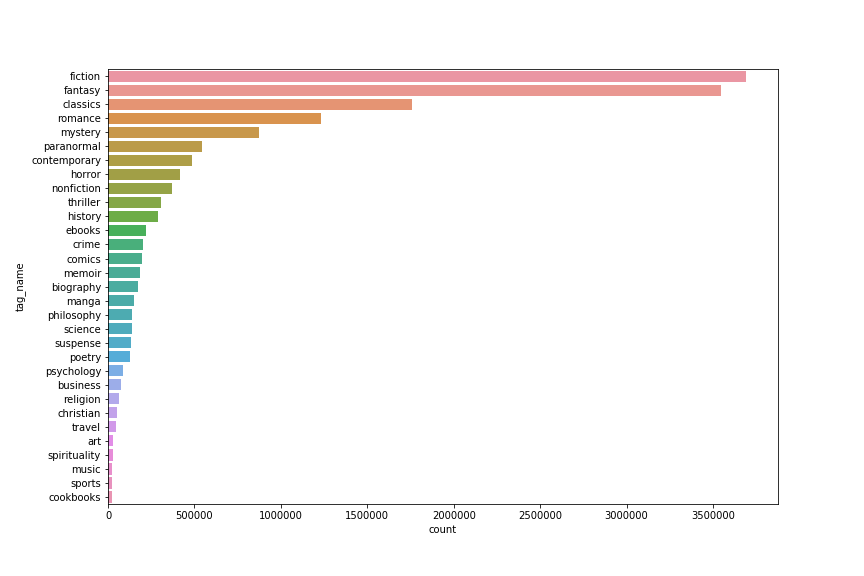 fiction
fantasy
classics
romance
mystery
paranormal
contemporary
horror
nonfiction
thriller
history
ebooks
crime
comics
memoir
biography
manga
philosophy
science
suspense
poetry
psychology
business
religion
christian
travel
art
spirituality
music
sports
cookbooks
tag_name
0 500000 1000000 1500000 2000000 2500000 3000000 3500000
count